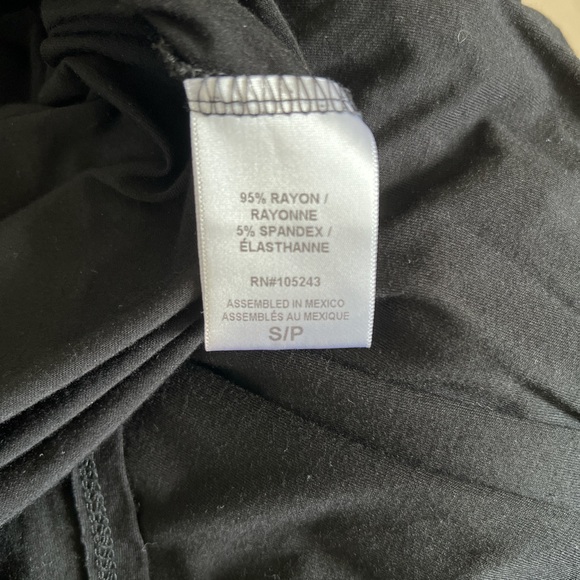 95% RAYON /
RAYONNE
5% SPANDEX /
ÉLASTHANNE
RN#105243
ASSEMBLED IN MEXICO
ASSEMBLÉS AU MEXIQUE
S/P